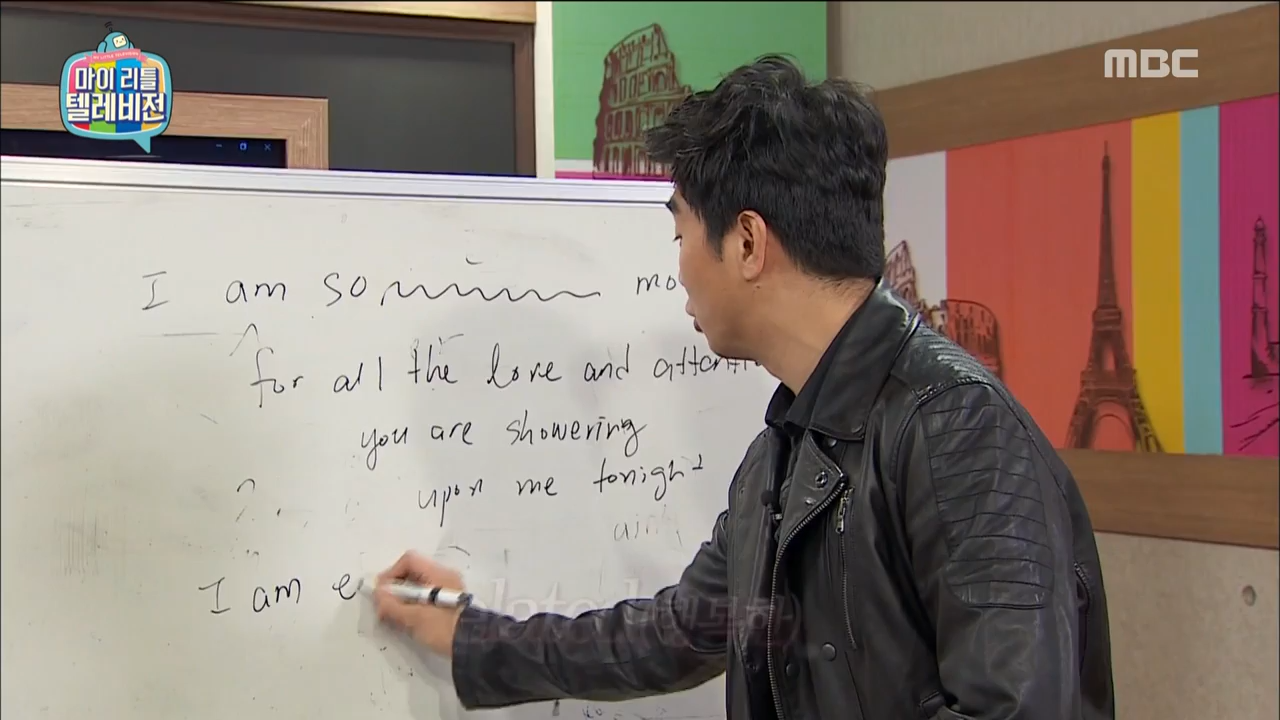 마이 리틀
텔레비전
MBC
I am so mo
for all the love and attenti
you are showering
upon me tonight
I am e